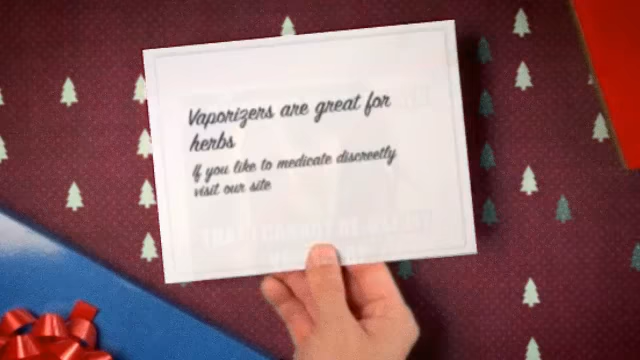 Vaporizers are great for
herbs
If you like to medicate discreetly
visit our site